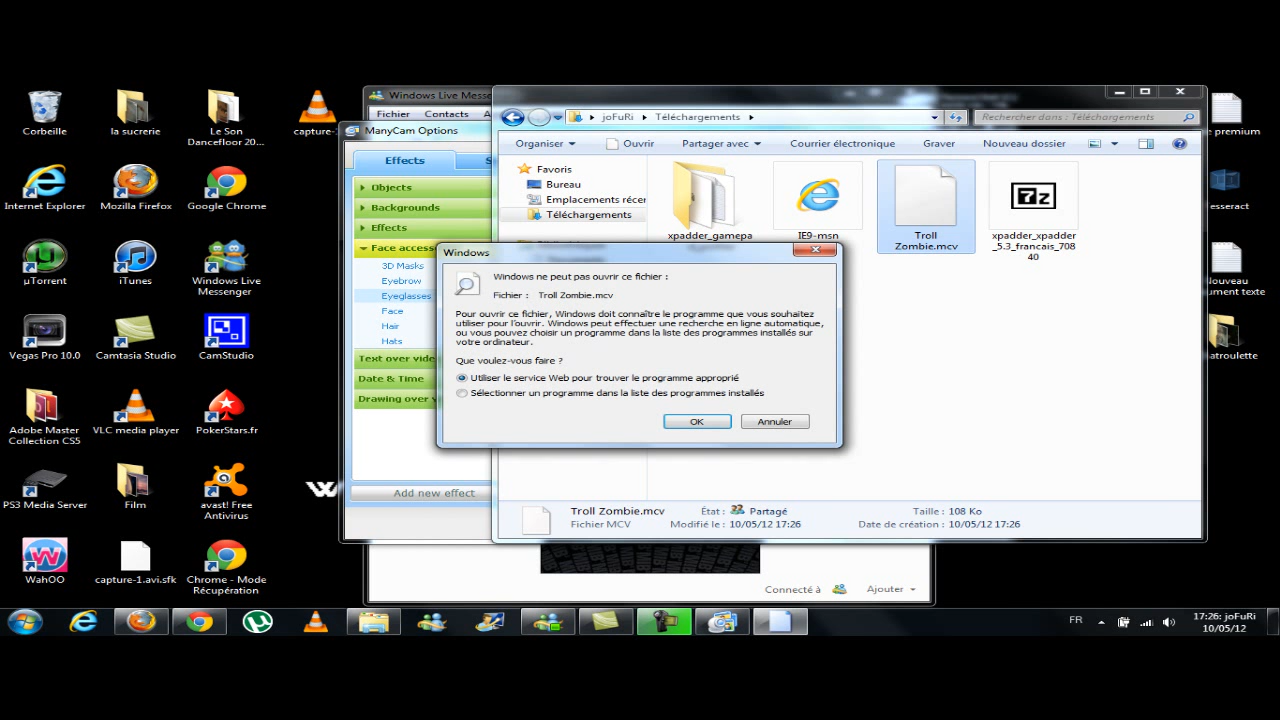 Corbeille
la sucrerie
Le Son
Dancefloor 20...
capture-
Internet Explorer
Mozilla Firefox
Google Chrome
µTorrent
iTunes
Windows Live
Messenger
Vegas Pro 10.0
Camtasia Studio
CamStudio
Adobe Master
Collection CS5
VLC media player
PokerStars.fr
PS3 Media Server
Film
avast! Free
Antivirus
WahOO
capture-1.avi.sfk
Chrome - Mode
Récupération
W
Windows Live Messe
Fichier Contacts A
ManyCam Options
Effects S
Objects
Backgrounds
Effects
Face access
3D Masks
Eyebrow
Eyeglasses
Face
Hair
Hats
Text over vide
Date & Time
Drawing over v
Add new effect
joFuRi Téléchargements
Rechercher dans : Téléchargements
Organiser Ouvrir Partager avec Courrier électronique Graver Nouveau dossier
Favoris
Bureau
Emplacements récer
Téléchargements
xpadder_gamepa
IE9-msn
Troll
Zombie.mcv
7z
xpadder_xpadder
_5.3_francais_708
40
Windows
Windows ne peut pas ouvrir ce fichier :
Fichier : Troll Zombie.mcv
Pour ouvrir ce fichier, Windows doit connaître le programme que vous souhaitez
utiliser pour l'ouvrir. Windows peut effectuer une recherche en ligne automatique,
ou vous pouvez choisir un programme dans la liste des programmes installés sur
votre ordinateur.
Que voulez-vous faire ?
Utiliser le service Web pour trouver le programme approprié
Sélectionner un programme dans la liste des programmes installés
OK Annuler
Troll Zombie.mcv État : Partagé Taille : 108 Ko
Fichier MCV Modifié le : 10/05/12 17:26 Date de création : 10/05/12 17:26
Connecté à Ajouter
e premium
esseract
Nouveau
ument texte
atroulette
FR
17:26: joFuRi
10/05/12